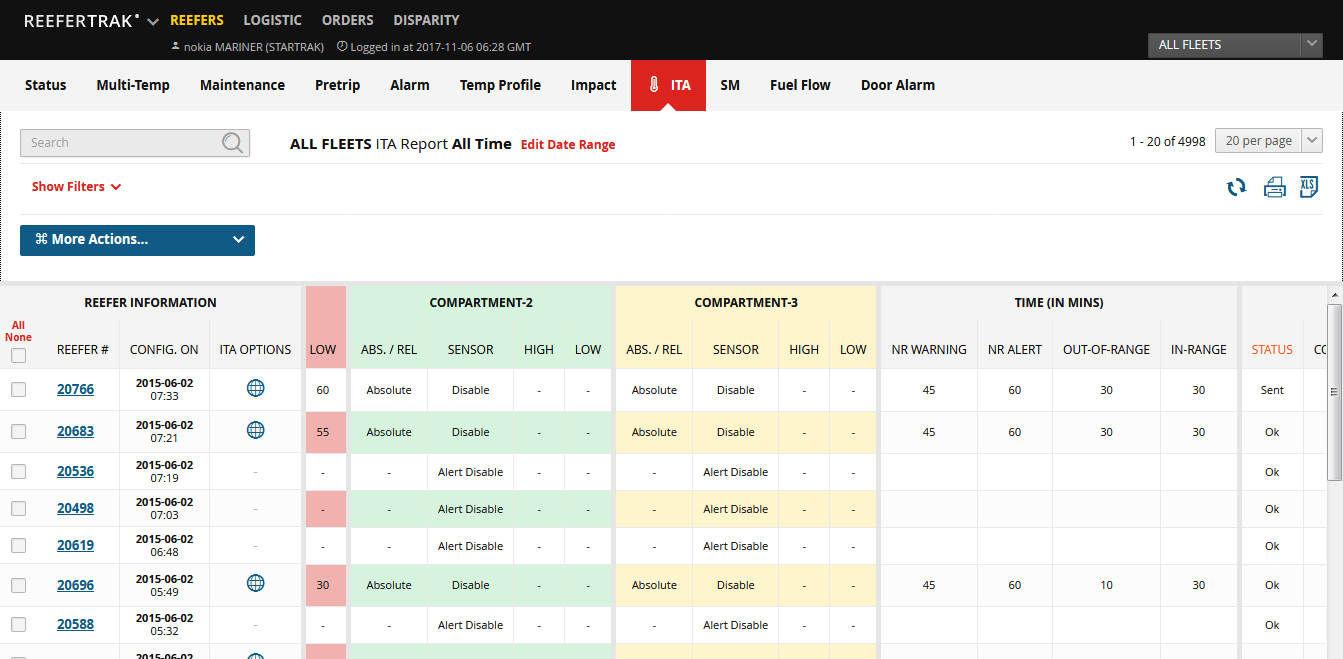 REEFERTRAK REEFERS LOGISTIC ORDERS DISPARITY
nokia MARINER (STARTRAK) Logged in at 2017-11-06 06:28 GMT
ALL FLEETS
Status Multi-Temp Maintenance Pretrip Alarm Temp Profile Impact ITA SM Fuel Flow Door Alarm
Search ALL FLEETS ITA Report All Time Edit Date Range 1 - 20 of 4998 20 per page
Show Filters XLS
⌘ More Actions...
REEFER INFORMATION COMPARTMENT-2 COMPARTMENT-3 TIME (IN MINS)
All
None
REEFER # CONFIG. ON ITA OPTIONS LOW ABS. / REL SENSOR HIGH LOW ABS. / REL SENSOR HIGH LOW NR WARNING NR ALERT OUT-OF-RANGE IN-RANGE STATUS
20766 2015-06-02 60 Absolute Disable - - Absolute Disable - - 45 60 30 30 Sent
07:33
20683 2015-06-02 55 Absolute Disable - - Absolute Disable - - 45 60 30 30 Ok
07:21
20536 2015-06-02 - - - Alert Disable - - - Alert Disable - - Ok
07:19
20498 2015-06-02 - - - Alert Disable - - - Alert Disable - - Ok
07:03
20619 2015-06-02 - - - Alert Disable - - - Alert Disable - - Ok
06:48
20696 2015-06-02 30 Absolute Disable - - Absolute Disable - - 45 60 10 30 Ok
05:49
20588 2015-06-02 - - - Alert Disable - - - Alert Disable - - Ok
05:32
2015-06-02